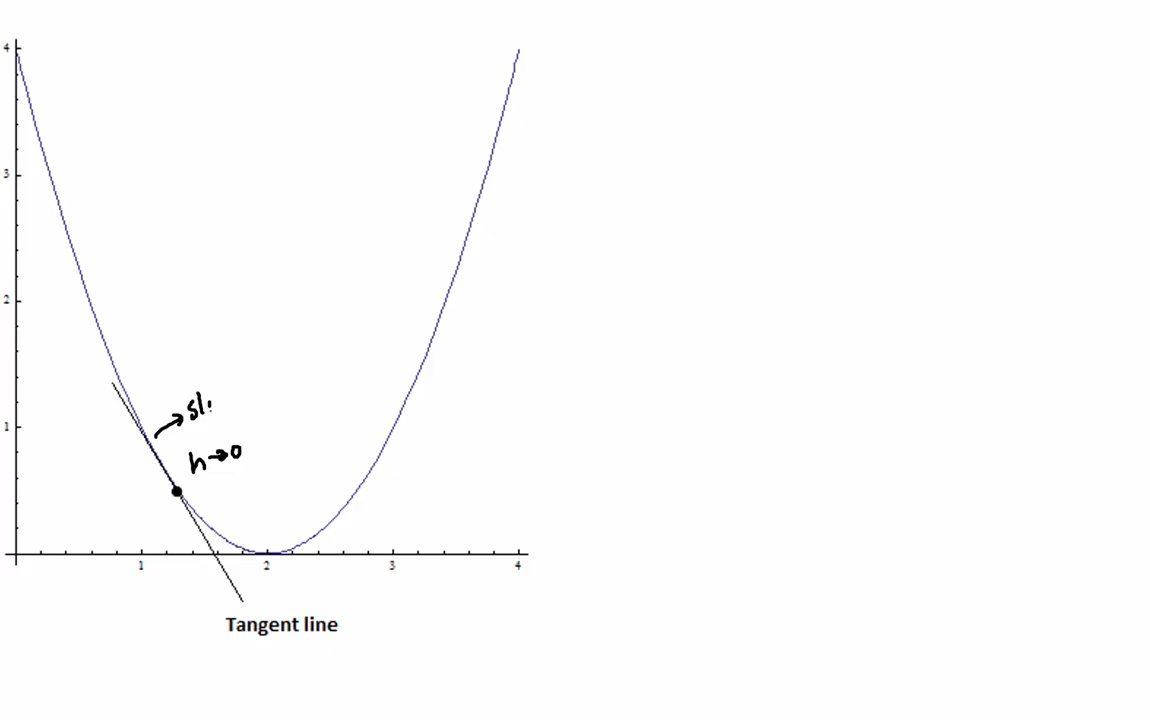 4
3
2
1
→ sl.
h→0
1 2 3 4
Tangent line